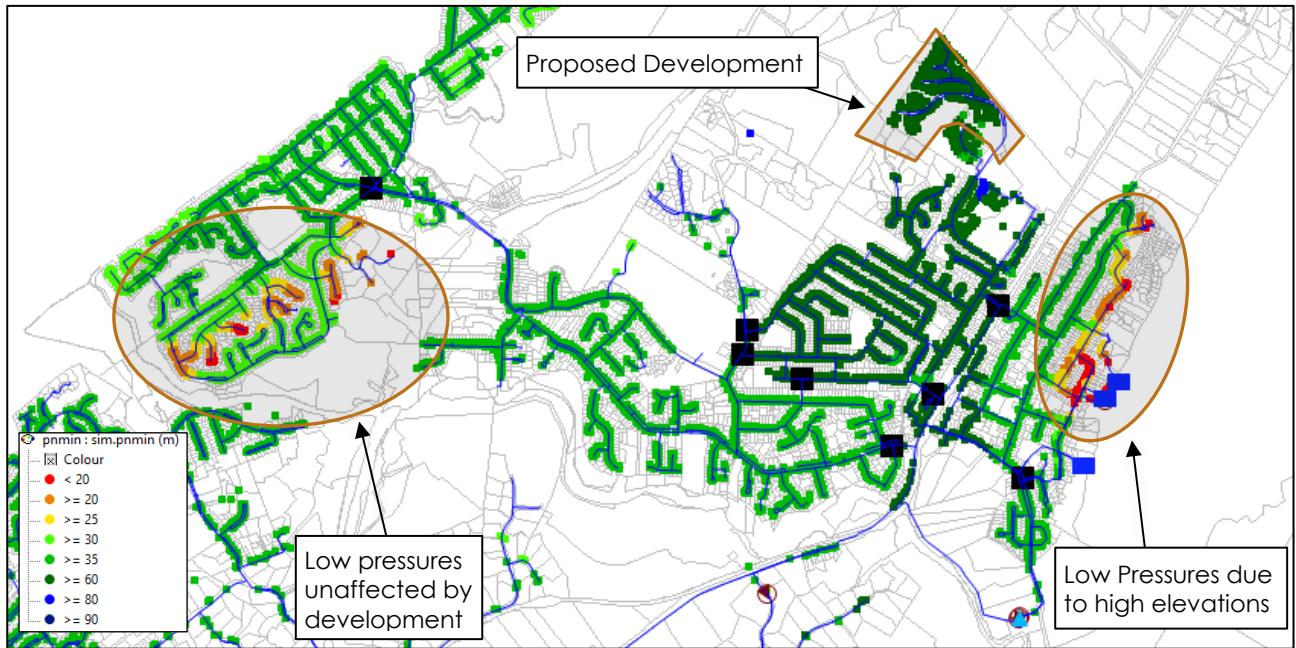 Proposed Development
pnmin : sim.pnmin (m)
Colour
< 20
>= 20
>= 25
>= 30
>= 35
>= 60
>= 80
>= 90
Low pressures
unaffected by
development
Low Pressures due
to high elevations